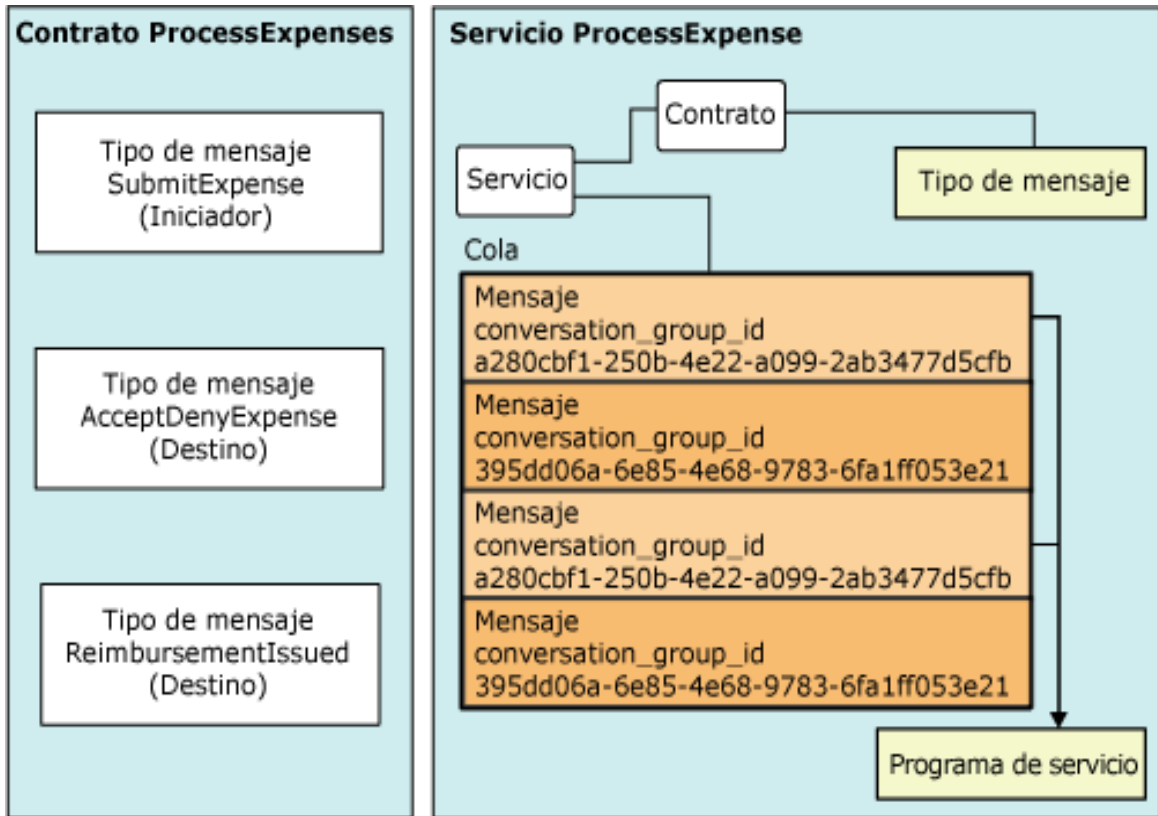 Contrato ProcessExpenses
Tipo de mensaje
SubmitExpense
(Iniciador)
Tipo de mensaje
AcceptDenyExpense
(Destino)
Tipo de mensaje
ReimbursementIssued
(Destino)
Servicio ProcessExpense
Contrato
Servicio
Tipo de mensaje
Cola
Mensaje
conversation_group_id
a280cbf1-250b-4e22-a099-2ab3477d5cfb
Mensaje
conversation_group_id
395dd06a-6e85-4e68-9783-6fa1ff053e21
Mensaje
conversation_group_id
a280cbf1-250b-4e22-a099-2ab3477d5cfb
Mensaje
conversation_group_id
395dd06a-6e85-4e68-9783-6fa1ff053e21
Programa de servicio